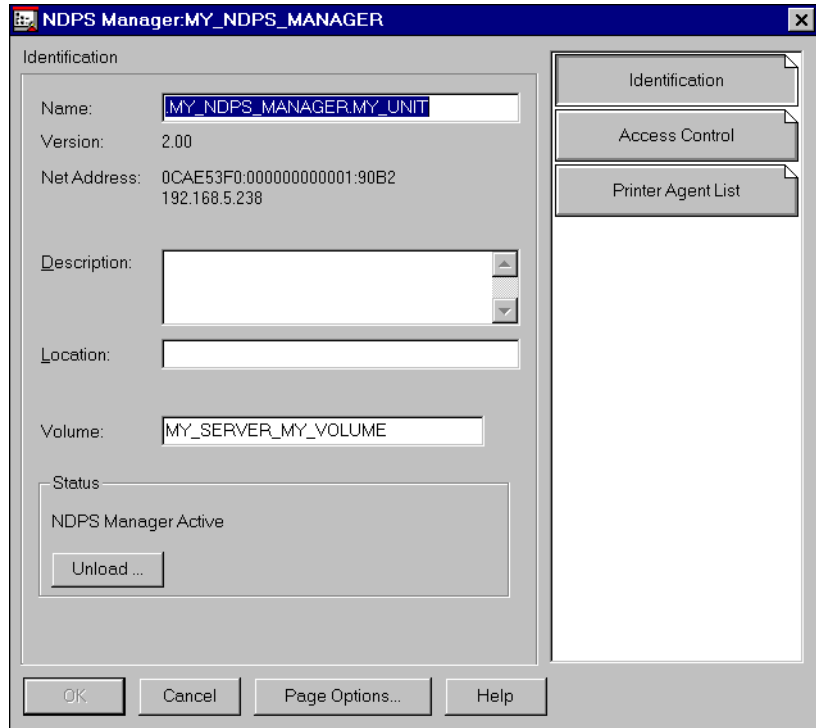 NDPS Manager:MY_NDPS_MANAGER
Identification
Name: .MY_NDPS_MANAGER.MY_UNIT
Version: 2.00
Net Address: 0CAE53F0:000000000001:90B2
192.168.5.238
Description:
Location:
Volume: MY_SERVER_MY_VOLUME
Status
NDPS Manager Active
Unload ...
Identification
Access Control
Printer Agent List
OK Cancel Page Options... Help